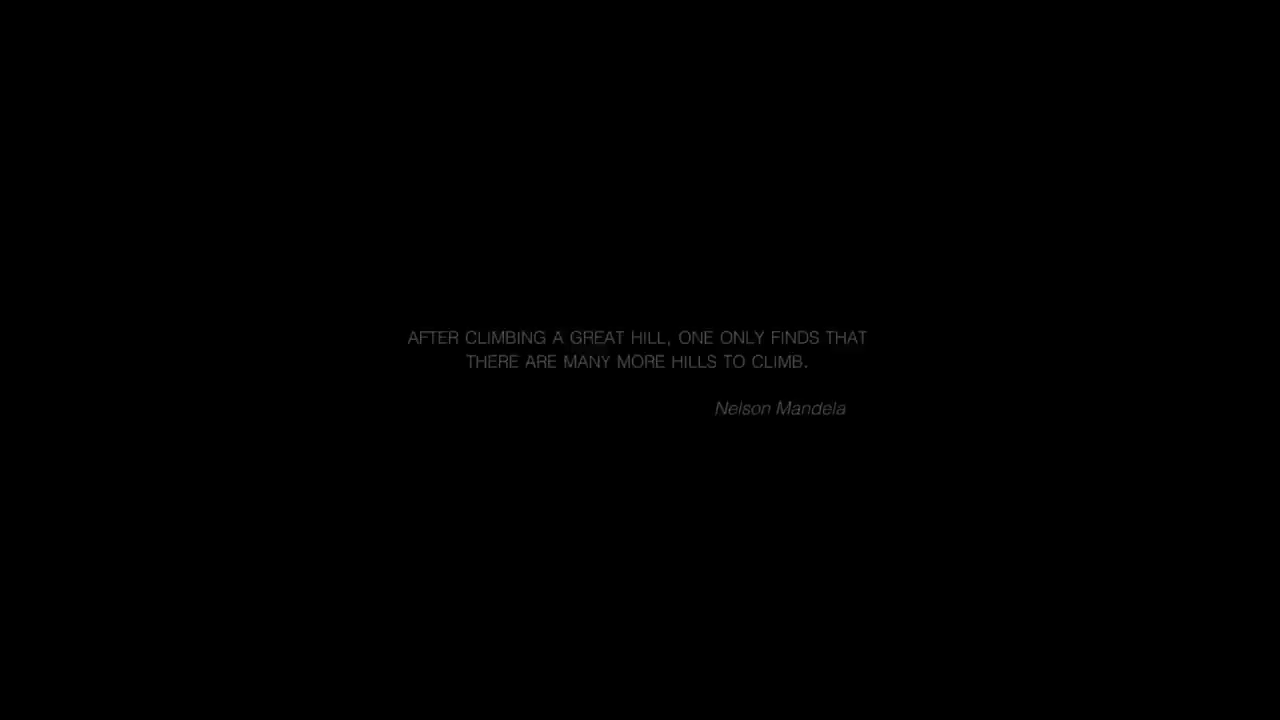 AFTER CLIMBING A GREAT HILL, ONE ONLY FINDS THAT
THERE ARE MANY MORE HILLS TO CLIMB.
Nelson Mandela